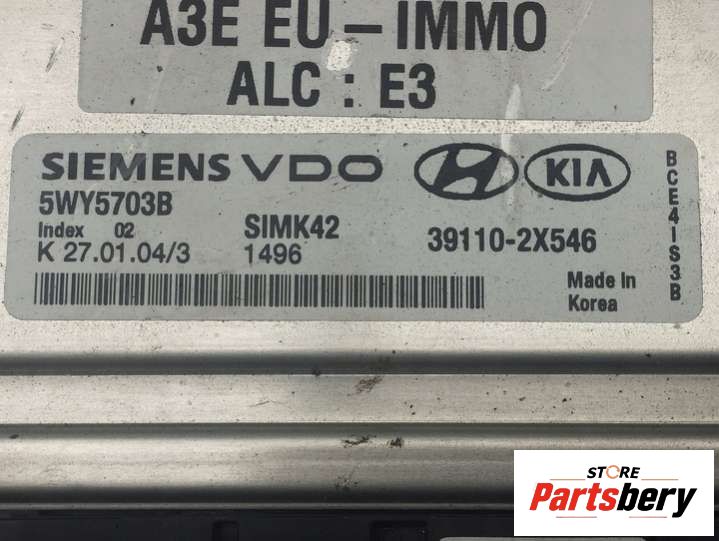 A3E EU-IMMO
ALC : E3
SIEMENS VDO
KIA
5WY5703B
Index 02
SIMK42
39110-2X546
K 27.01.04/3
1496
Made In
Korea
BCE4IS3B
STORE
Partsbery